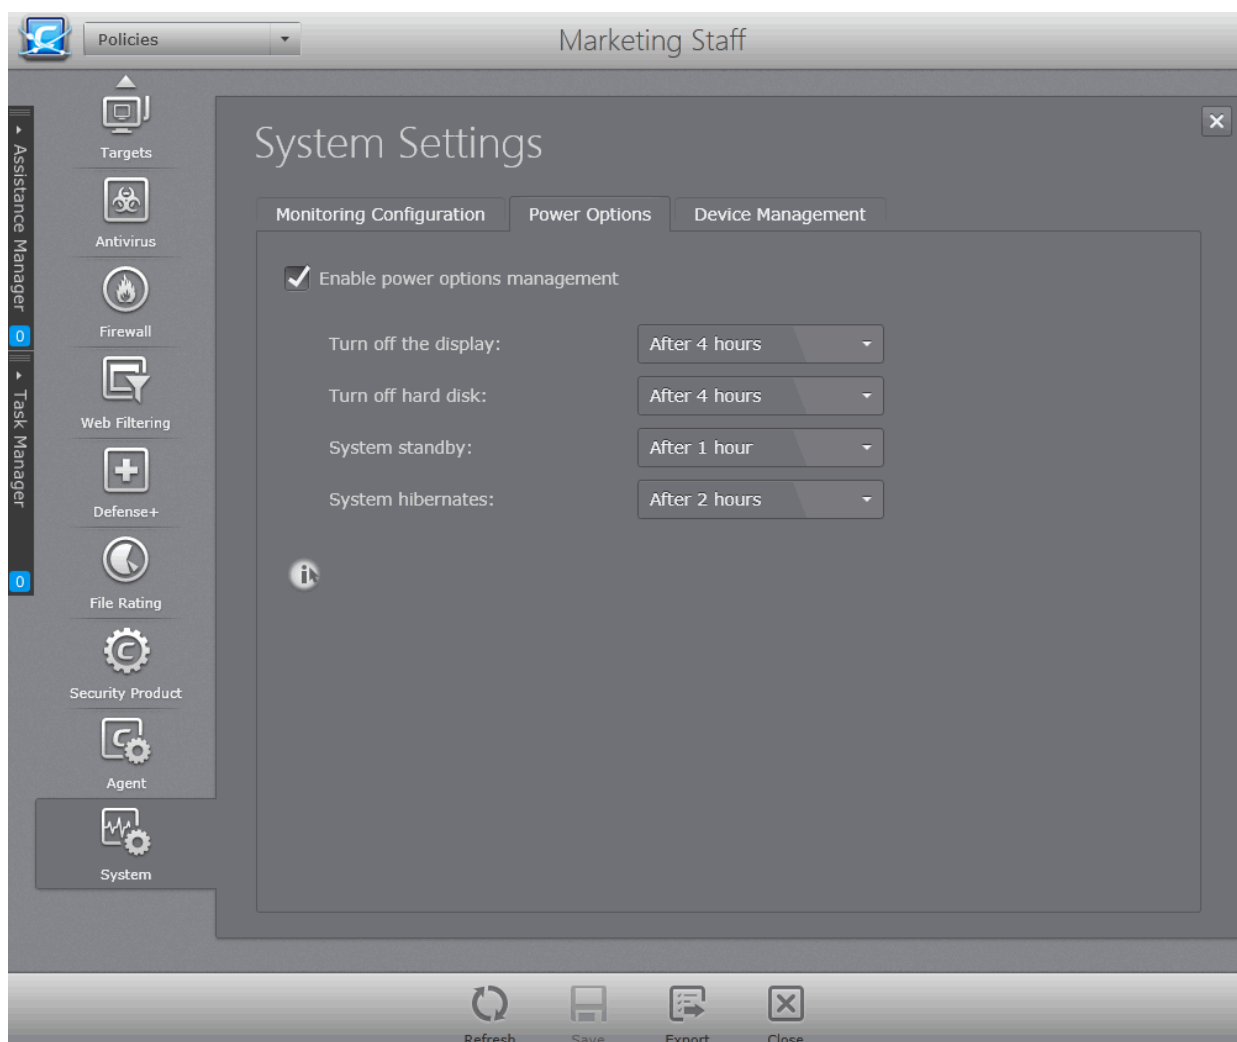 Policies
Marketing Staff
Targets
Antivirus
Firewall
Web Filtering
Defense+
File Rating
Security Product
Agent
System
Assistance Manager
0
Task Manager
0
System Settings
Monitoring Configuration Power Options Device Management
Enable power options management
Turn off the display: After 4 hours
Turn off hard disk: After 4 hours
System standby: After 1 hour
System hibernates: After 2 hours
Refresh Save Export Close